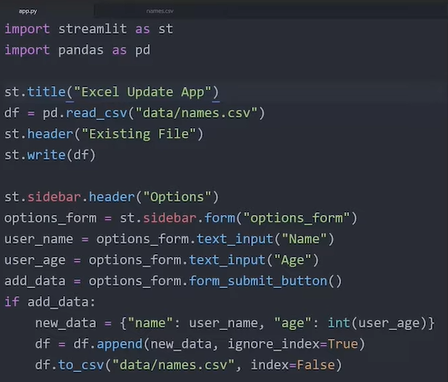 app.py names.csv
import streamlit as st
import pandas as pd
st.title("Excel Update App")
df = pd.read_csv("data/names.csv")
st.header("Existing File")
st.write(df)
st.sidebar.header("Options")
options_form = st.sidebar.form("options_form")
user_name = options_form.text_input("Name")
user_age = options_form.text_input("Age")
add_data = options_form.form_submit_button()
if add_data:
    new_data = {"name": user_name, "age": int(user_age)}
    df = df.append(new_data, ignore_index=True)
    df.to_csv("data/names.csv", index=False)